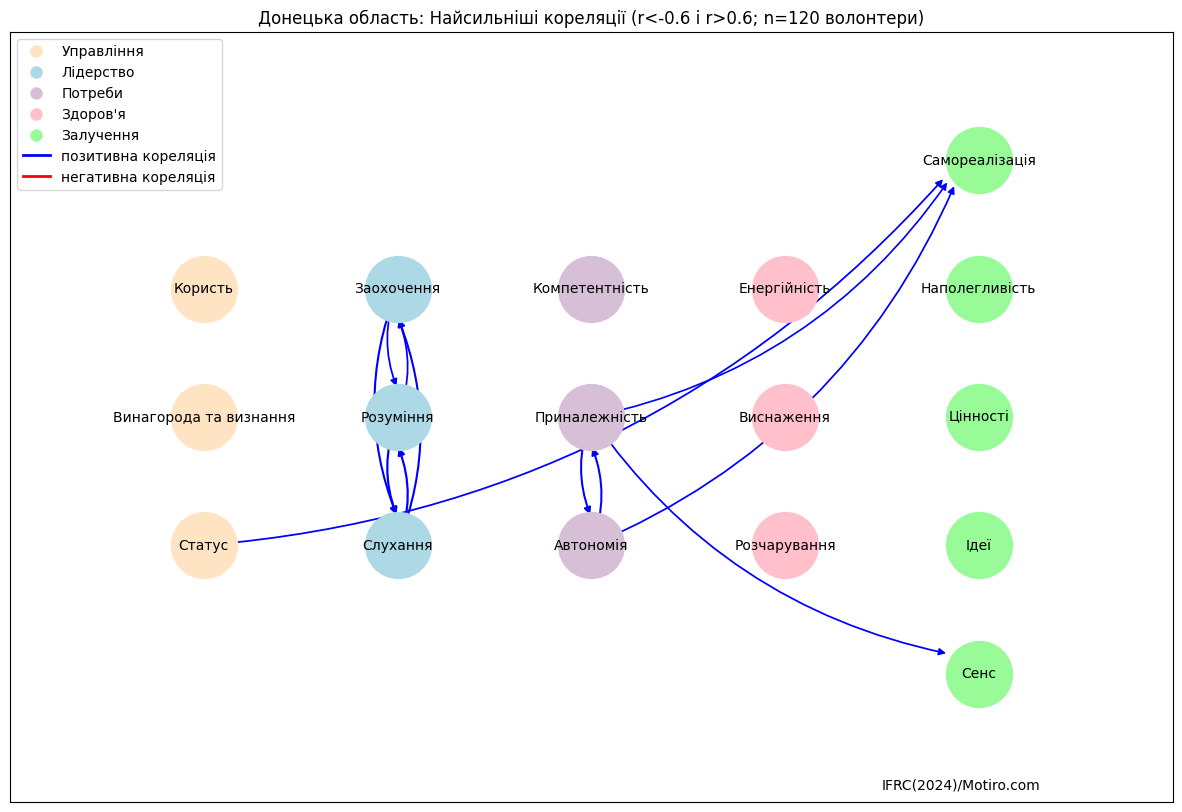 Донецька область: Найсильніші кореляції (r<-0.6 і r>0.6; n=120 волонтери)
Управління
Лідерство
Потреби
Здоров'я
Залучення
позитивна кореляція
негативна кореляція
Самореалізація
Користь
Заохочення
Компетентність
Енергійність
Наполегливість
Винагорода та визнання
Розуміння
Приналежність
Виснаження
Цінності
Статус
Слухання
Автономія
Розчарування
Ідеї
Сенс
IFRC(2024)/Motiro.com